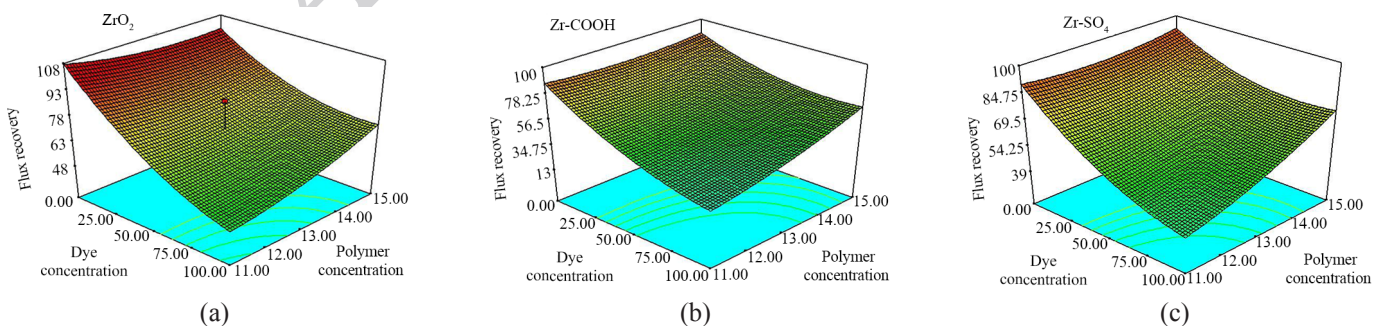 ZrO2
108
93
78
63
48
Flux recovery
0.00
25.00
50.00
75.00
100.00
Dye
concentration
11.00
12.00
13.00
14.00
15.00
Polymer
concentration
(a)
Zr-COOH
100
78.25
56.5
34.75
13
Flux recovery
0.00
25.00
50.00
75.00
100.00
Dye
concentration
11.00
12.00
13.00
14.00
15.00
Polymer
concentration
(b)
Zr-SO4
100
84.75
69.5
54.25
39
Flux recovery
0.00
25.00
50.00
75.00
100.00
Dye
concentration
11.00
12.00
13.00
14.00
15.00
Polymer
concentration
(c)